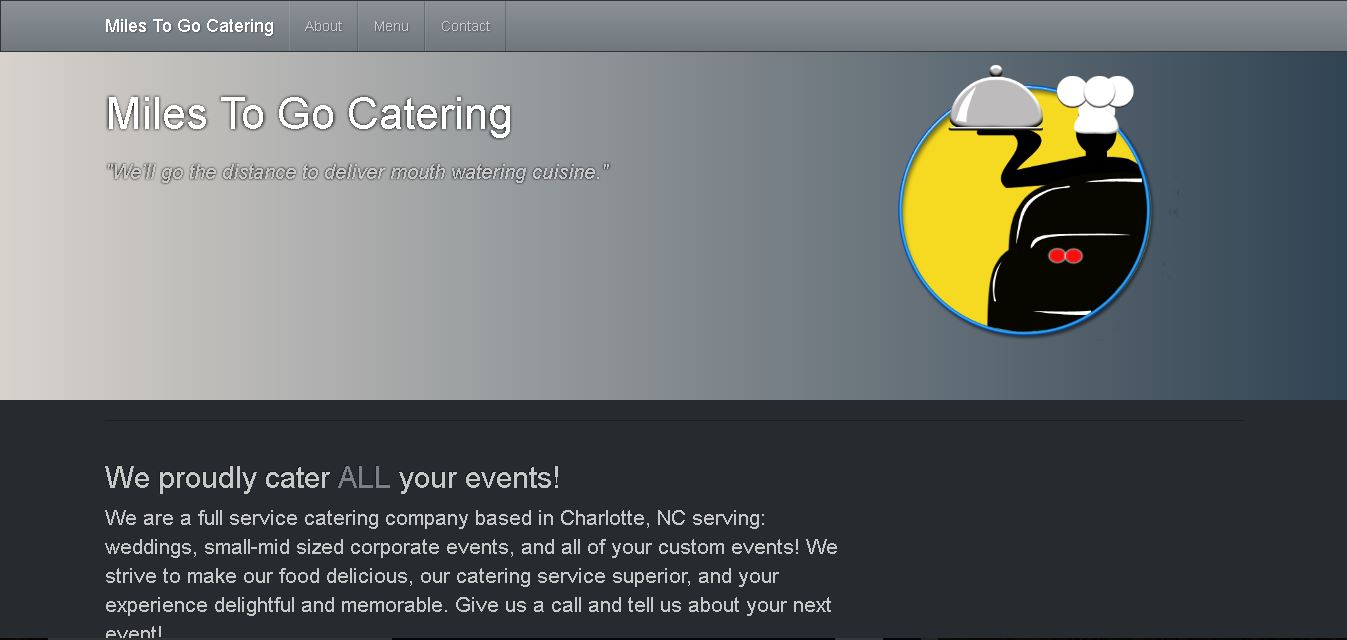 Miles To Go Catering About Menu Contact
Miles To Go Catering
"We'll go the distance to deliver mouth watering cuisine."
We proudly cater ALL your events!
We are a full service catering company based in Charlotte, NC serving:
weddings, small-mid sized corporate events, and all of your custom events! We
strive to make our food delicious, our catering service superior, and your
experience delightful and memorable. Give us a call and tell us about your next
event!